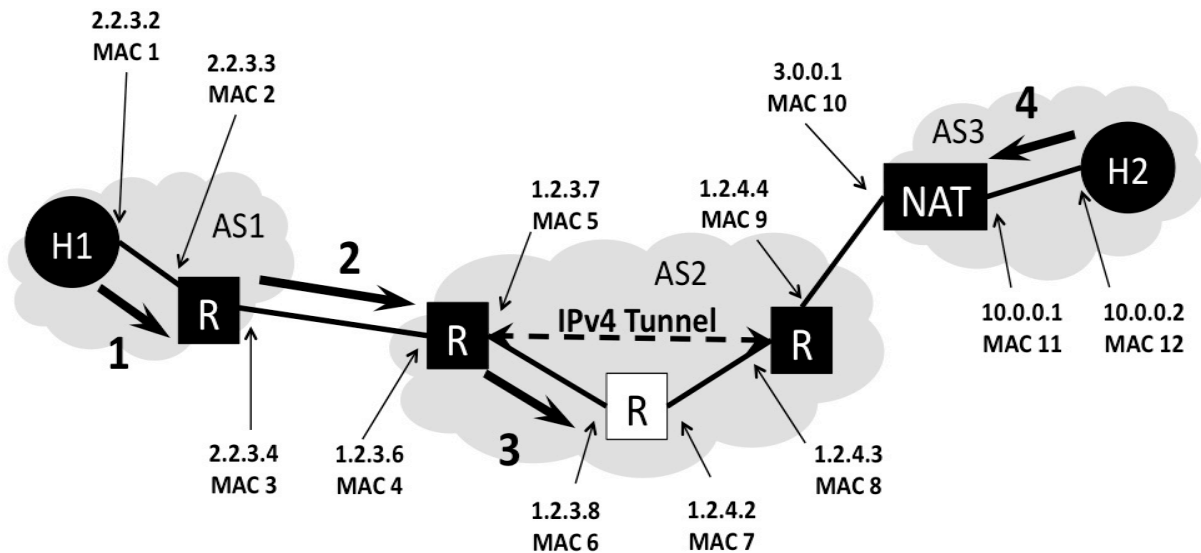 2.2.3.2
MAC 1
2.2.3.3
MAC 2
3.0.0.1
MAC 10
4
AS3
H2
NAT
1.2.3.7
MAC 5
1.2.4.4
MAC 9
H1
AS1
2
AS2
R
1
R
IPv4 Tunnel
R
10.0.0.1
MAC 11
10.0.0.2
MAC 12
R
3
2.2.3.4
MAC 3
1.2.3.6
MAC 4
1.2.4.3
MAC 8
1.2.3.8
MAC 6
1.2.4.2
MAC 7